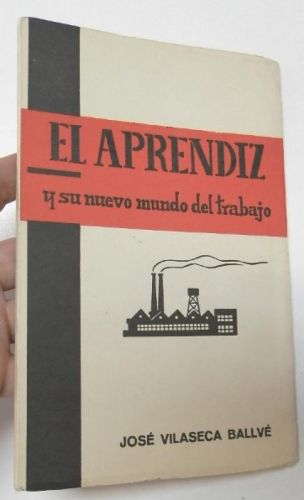 EL APRENDIZ
y su nuevo mundo del trabajo
JOSÉ VILASECA BALLVÉ